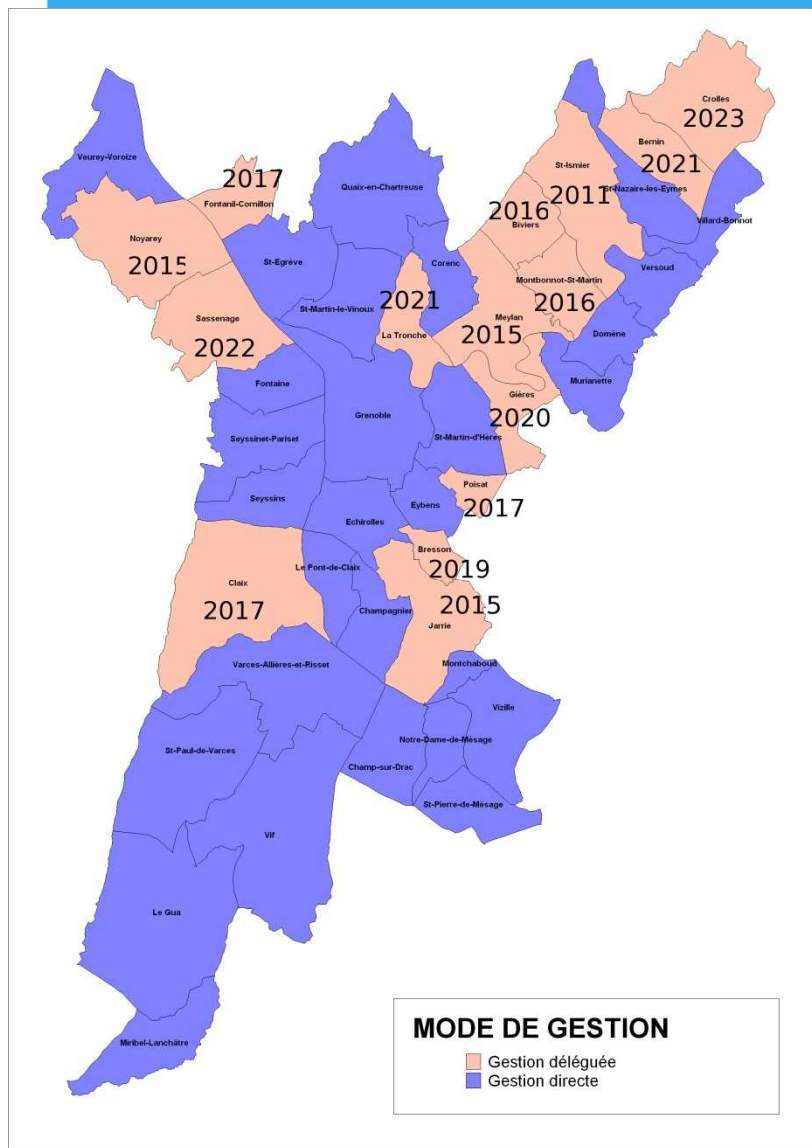 Crolles
2023
Bernin
2021
St-Ismier
2011
St-Nazaire-les-Eymes
Villard-Bonnot
Veurey-Voroize
2017
Fontanil-Cornillon
Quaix-en-Chartreuse
2016
Biviers
Noyarey
2015
St-Egrève
Corenc
Versoud
Montbonnot-St-Martin
2016
St-Martin-le-Vinoux
2021
La Tronche
Meylan
2015
Sassenage
2022
Domène
Murianette
Fontaine
Gières
2020
Grenoble
St-Martin-d'Hères
Seyssinet-Pariset
Poisat
2017
Seyssins
Eybens
Echirolles
Bresson
2019
Le Pont-de-Claix
Claix
2017
Champagnier
2015
Jarrie
Varces-Allières-et-Risset
Montchaboud
Vizille
St-Paul-de-Varces
Notre-Dame-de-Mésage
Champ-sur-Drac
St-Pierre-de-Mésage
Vif
Le Gua
Miribel-Lanchâtre
MODE DE GESTION
Gestion déléguée
Gestion directe